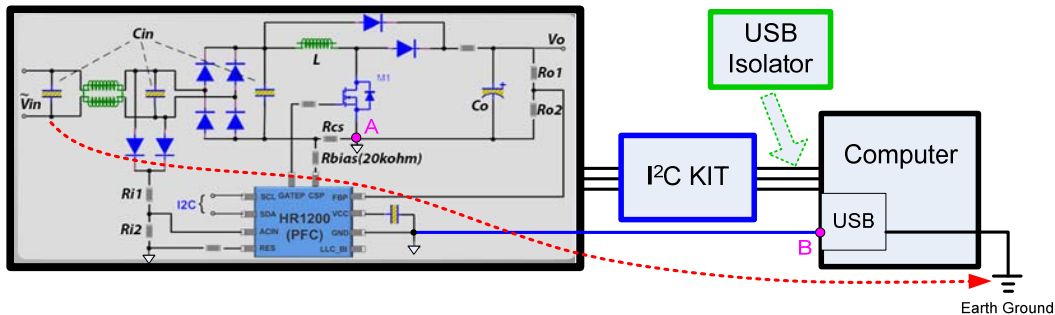 Cin
Vin
~
L
M1
Vo
Ro1
Ro2
Co
A
Rcs
Rbias(20kohm)
Ri1
Ri2
I2C
SCL
GATEP
CSP
FBP
SDA
HR1200
VCC
ACIN
(PFC)
GND
RES
LLC_BI
USB
Isolator
I²C KIT
Computer
USB
B
Earth Ground